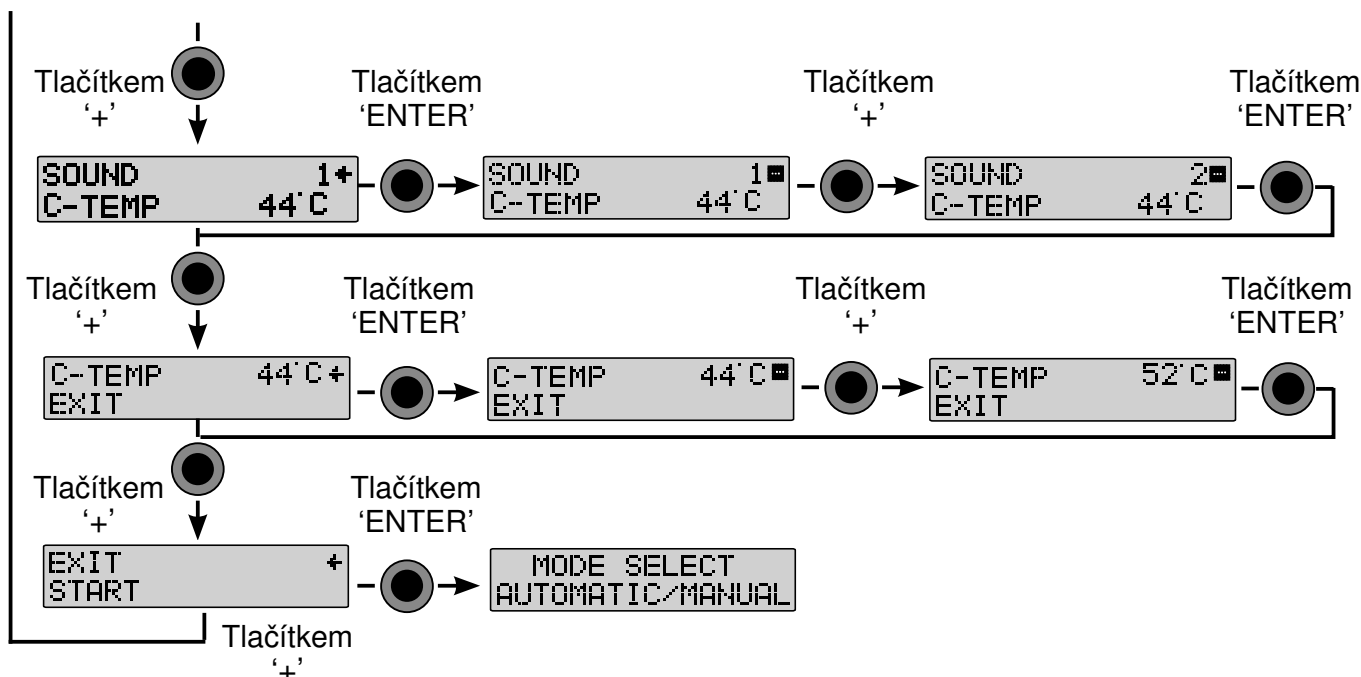 Tlačítkem
‘+’
Tlačítkem
‘ENTER’
Tlačítkem
‘+’
Tlačítkem
‘ENTER’
SOUND 1
C-TEMP 44°C
SOUND 1
C-TEMP 44°C
SOUND 2
C-TEMP 44°C
Tlačítkem
‘+’
Tlačítkem
‘ENTER’
Tlačítkem
‘+’
Tlačítkem
‘ENTER’
C-TEMP 44°C
EXIT
C-TEMP 44°C
EXIT
C-TEMP 52°C
EXIT
Tlačítkem
‘+’
Tlačítkem
‘ENTER’
EXIT
START
MODE SELECT
AUTOMATIC/MANUAL
Tlačítkem
‘+’